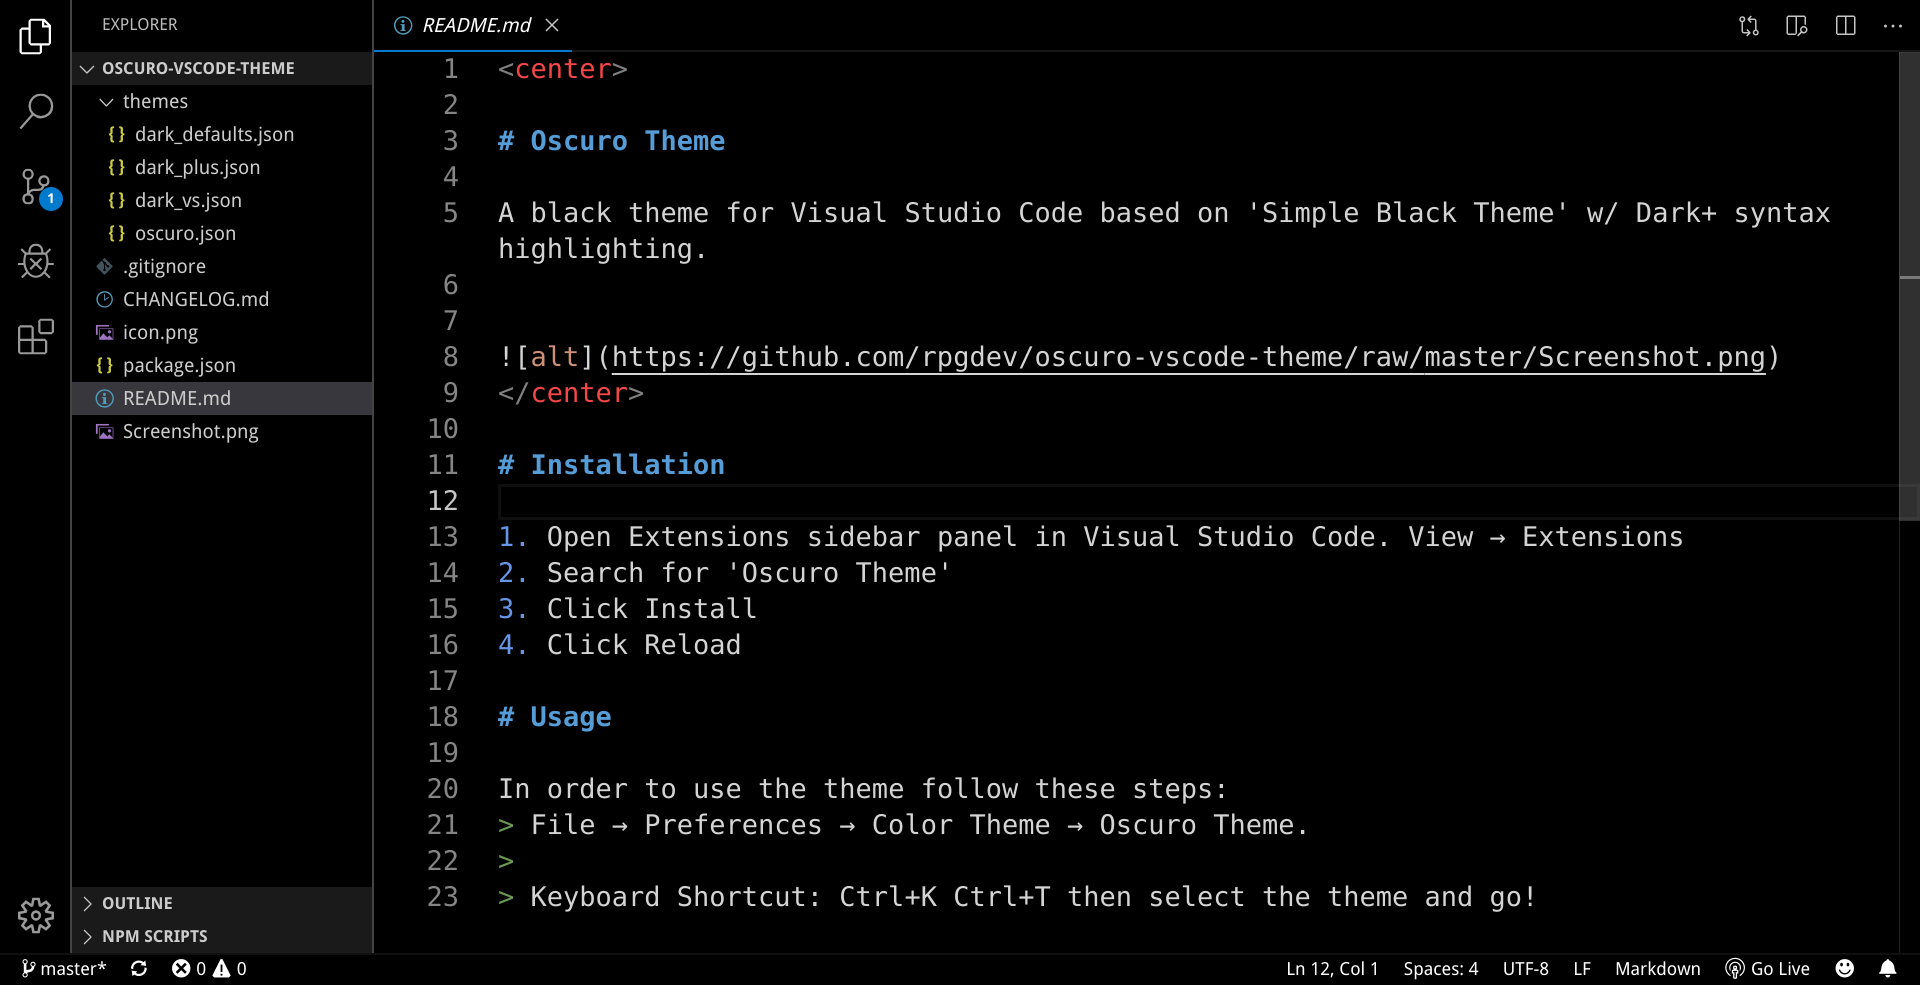 EXPLORER
OSCURO-VSCODE-THEME
themes
{} dark_defaults.json
{} dark_plus.json
{} dark_vs.json
{} oscuro.json
.gitignore
CHANGELOG.md
icon.png
{} package.json
README.md
Screenshot.png
OUTLINE
NPM SCRIPTS
1
README.md
1 <center>
2
3 # Oscuro Theme
4
5 A black theme for Visual Studio Code based on 'Simple Black Theme' w/ Dark+ syntax
highlighting.
6
7
8 ![alt](https://github.com/rpgdev/oscuro-vscode-theme/raw/master/Screenshot.png)
9 </center>
10
11 # Installation
12
13 1. Open Extensions sidebar panel in Visual Studio Code. View → Extensions
14 2. Search for 'Oscuro Theme'
15 3. Click Install
16 4. Click Reload
17
18 # Usage
19
20 In order to use the theme follow these steps:
21 > File → Preferences → Color Theme → Oscuro Theme.
22 >
23 > Keyboard Shortcut: Ctrl+K Ctrl+T then select the theme and go!
master* 0 0 Ln 12, Col 1 Spaces: 4 UTF-8 LF Markdown Go Live